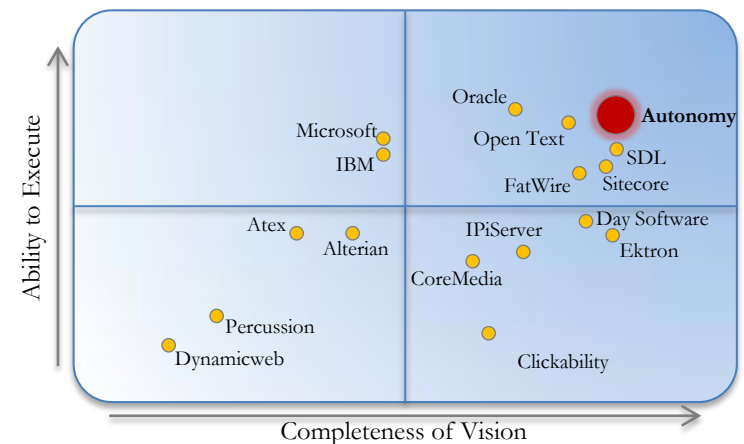 Ability to Execute
Oracle
Autonomy
Microsoft
Open Text
IBM
SDL
FatWire
Sitecore
Atex
IPiServer
Day Software
Alterian
Ektron
CoreMedia
Percussion
Dynamicweb
Clickability
Completeness of Vision